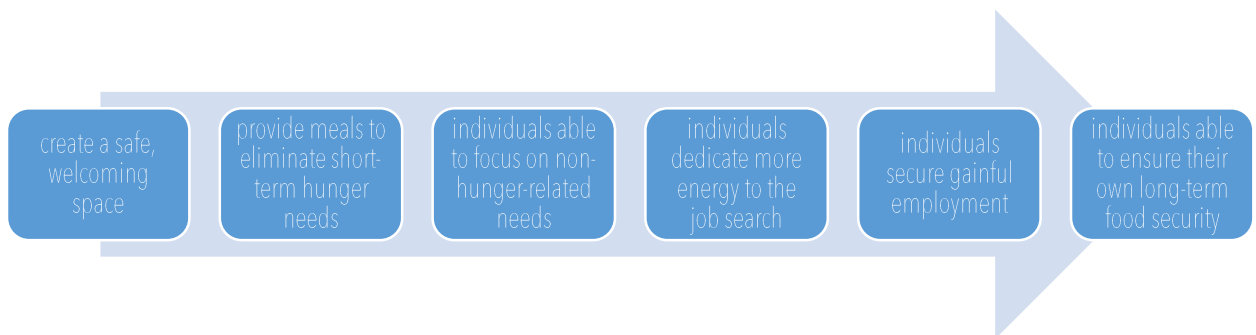 create a safe,
welcoming
space
provide meals to
eliminate short-
term hunger
needs
individuals able
to focus on non-
hunger-related
needs
individuals
dedicate more
energy to the
job search
individuals
secure gainful
employment
individuals able
to ensure their
own long-term
food security